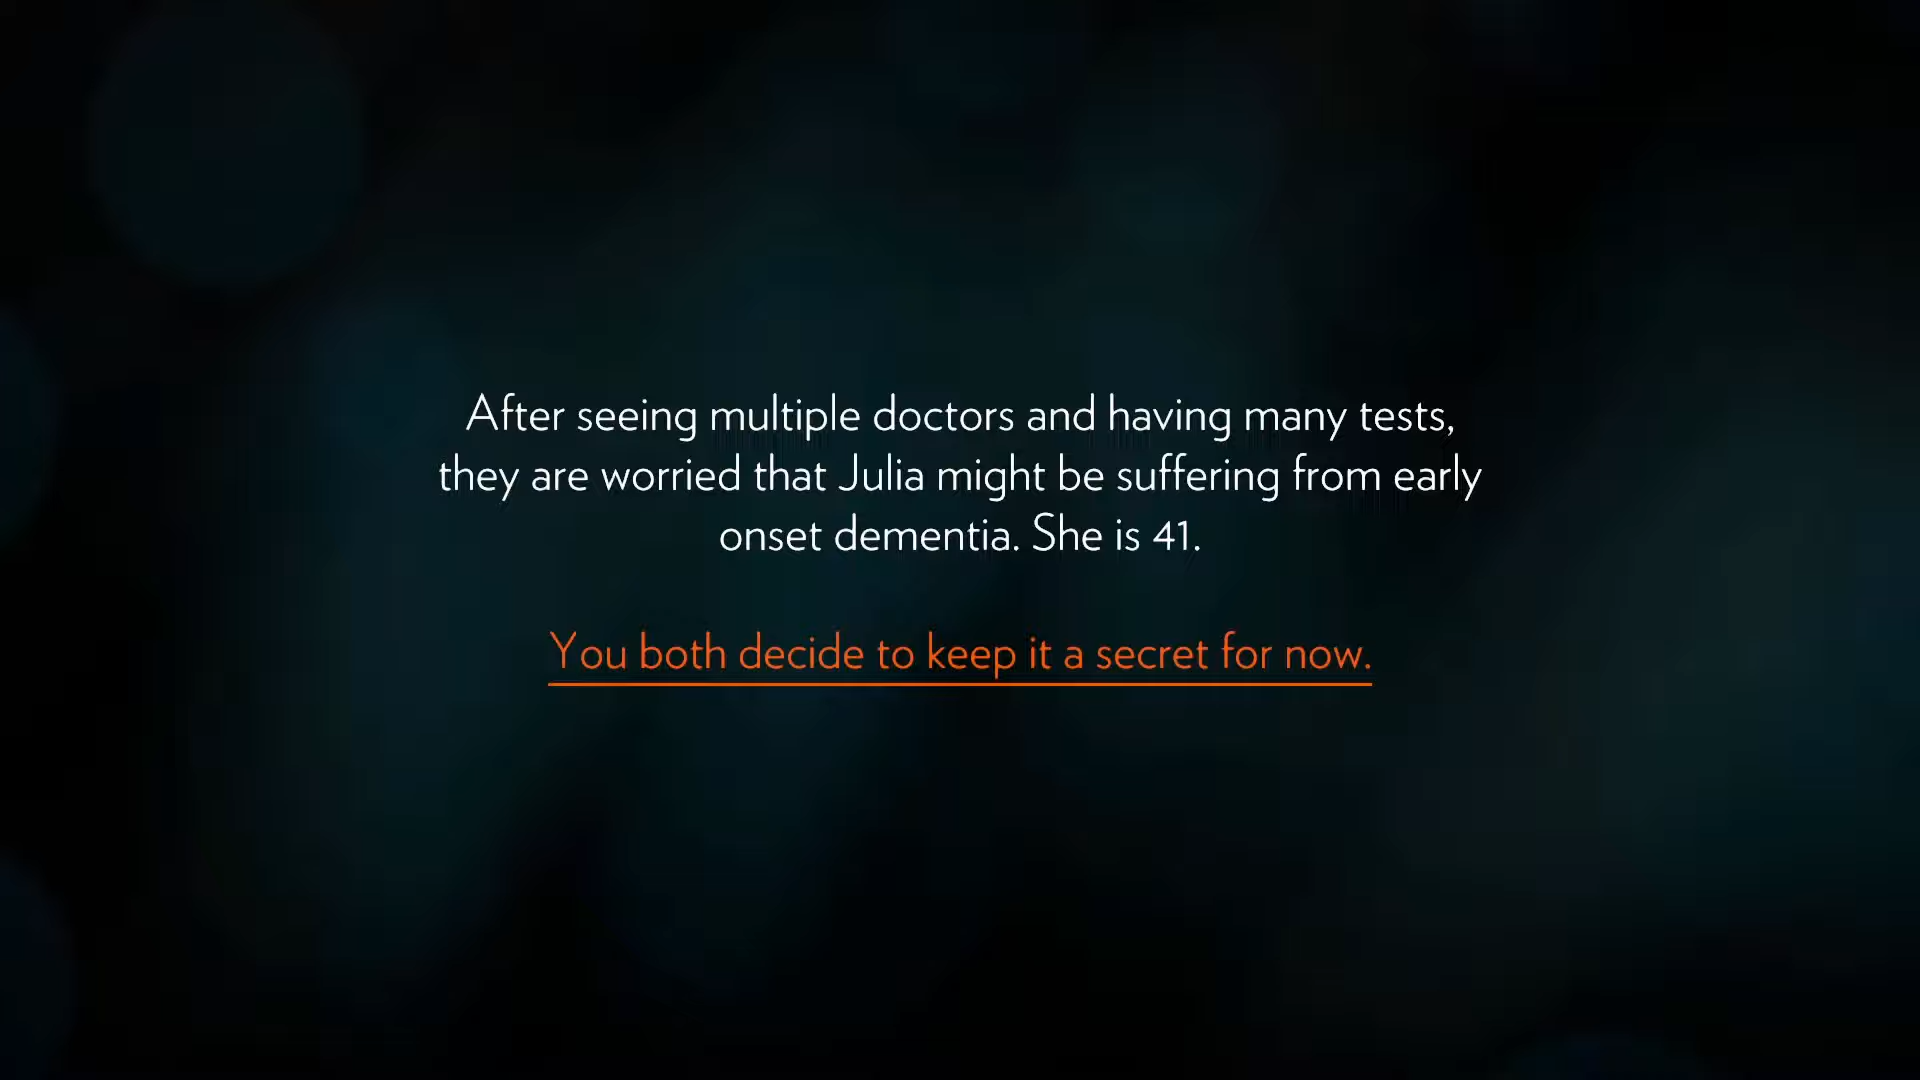 After seeing multiple doctors and having many tests,
they are worried that Julia might be suffering from early
onset dementia. She is 41.
You both decide to keep it a secret for now.